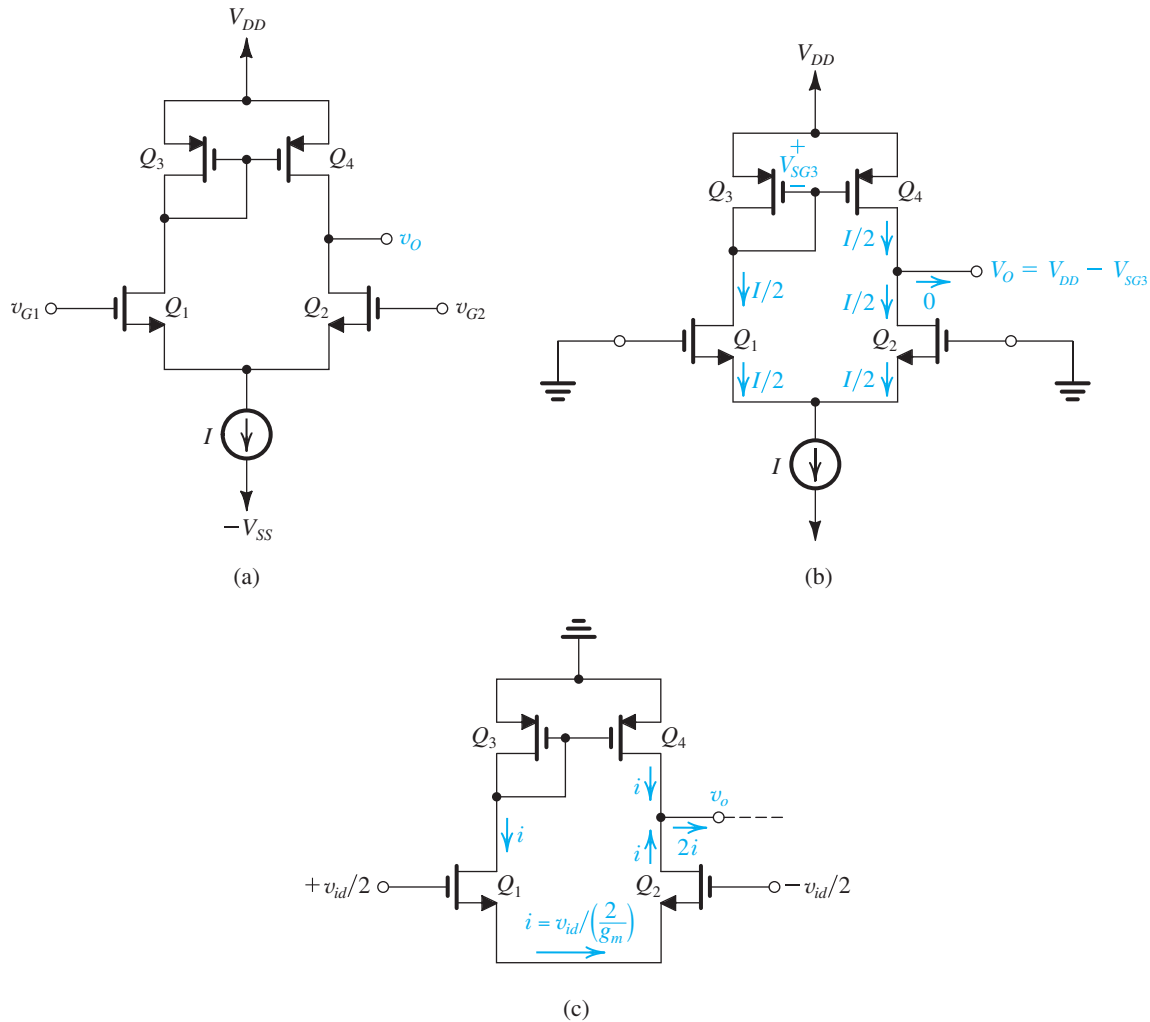 V_DD
Q_3
Q_4
v_O
v_G1
Q_1
Q_2
v_G2
I
−V_SS
(a)
V_DD
+
V_SG3
−
Q_3
Q_4
I/2
V_O = V_DD − V_SG3
I/2
I/2
0
Q_1
Q_2
I/2
I/2
I
(b)
Q_3
Q_4
i
v_o
i
i
2i
+v_id/2
Q_1
Q_2
−v_id/2
i = v_id/(2/g_m)
(c)